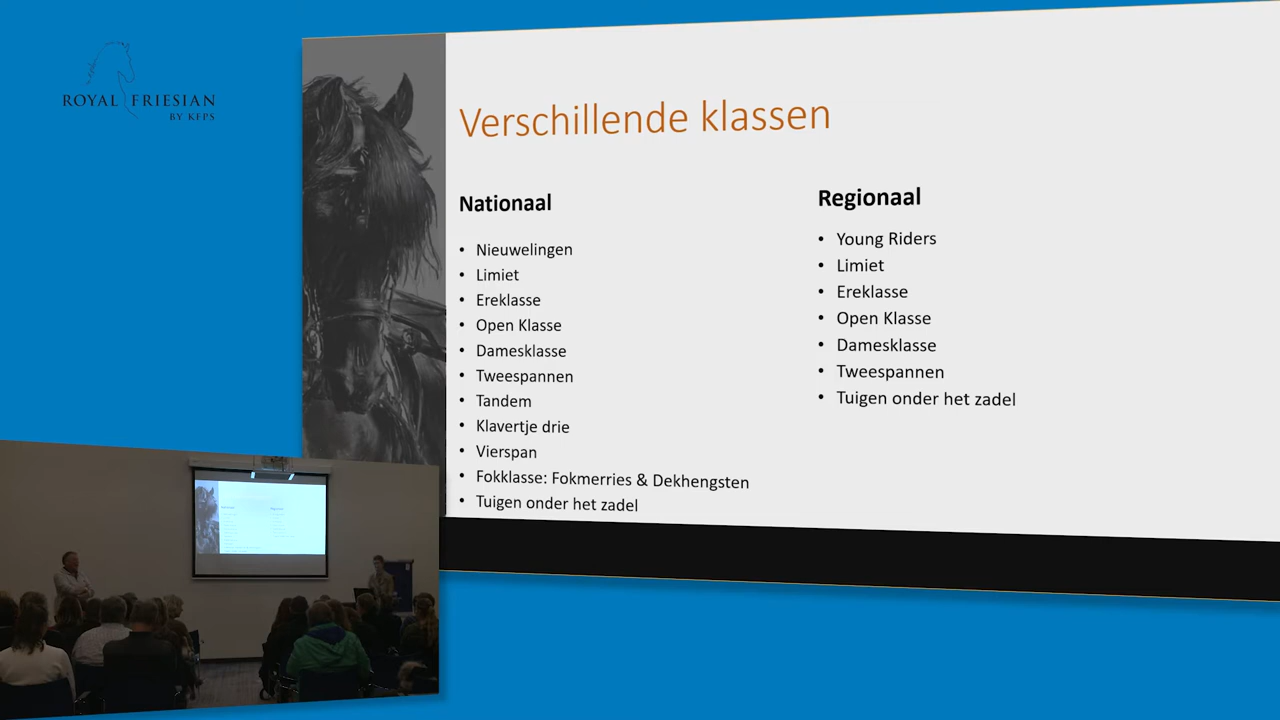 ROYAL FRIESIAN
BY KFPS
Verschillende klassen
Nationaal
• Nieuwelingen
• Limiet
• Ereklasse
• Open Klasse
• Damesklasse
• Tweespannen
• Tandem
• Klavertje drie
• Vierspan
• Fokklasse: Fokmerries & Dekhengsten
• Tuigen onder het zadel
Regionaal
• Young Riders
• Limiet
• Ereklasse
• Open Klasse
• Damesklasse
• Tweespannen
• Tuigen onder het zadel